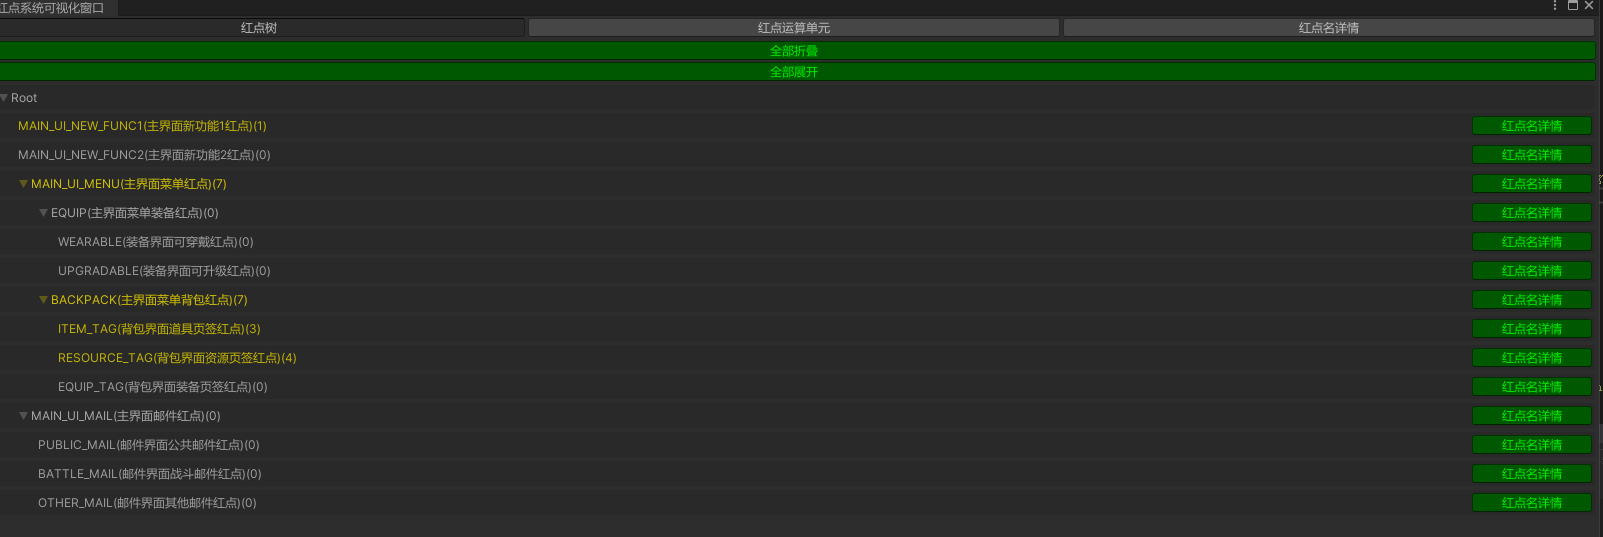 红点系统可视化窗口
红点树 红点运算单元 红点名详情
全部折叠
全部展开
Root
MAIN_UI_NEW_FUNC1(主界面新功能1红点)(1) 红点名详情
MAIN_UI_NEW_FUNC2(主界面新功能2红点)(0) 红点名详情
MAIN_UI_MENU(主界面菜单红点)(7) 红点名详情
EQUIP(主界面菜单装备红点)(0) 红点名详情
WEARABLE(装备界面可穿戴红点)(0) 红点名详情
UPGRADABLE(装备界面可升级红点)(0) 红点名详情
BACKPACK(主界面菜单背包红点)(7) 红点名详情
ITEM_TAG(背包界面道具页签红点)(3) 红点名详情
RESOURCE_TAG(背包界面资源页签红点)(4) 红点名详情
EQUIP_TAG(背包界面装备页签红点)(0) 红点名详情
MAIN_UI_MAIL(主界面邮件红点)(0) 红点名详情
PUBLIC_MAIL(邮件界面公共邮件红点)(0) 红点名详情
BATTLE_MAIL(邮件界面战斗邮件红点)(0) 红点名详情
OTHER_MAIL(邮件界面其他邮件红点)(0) 红点名详情